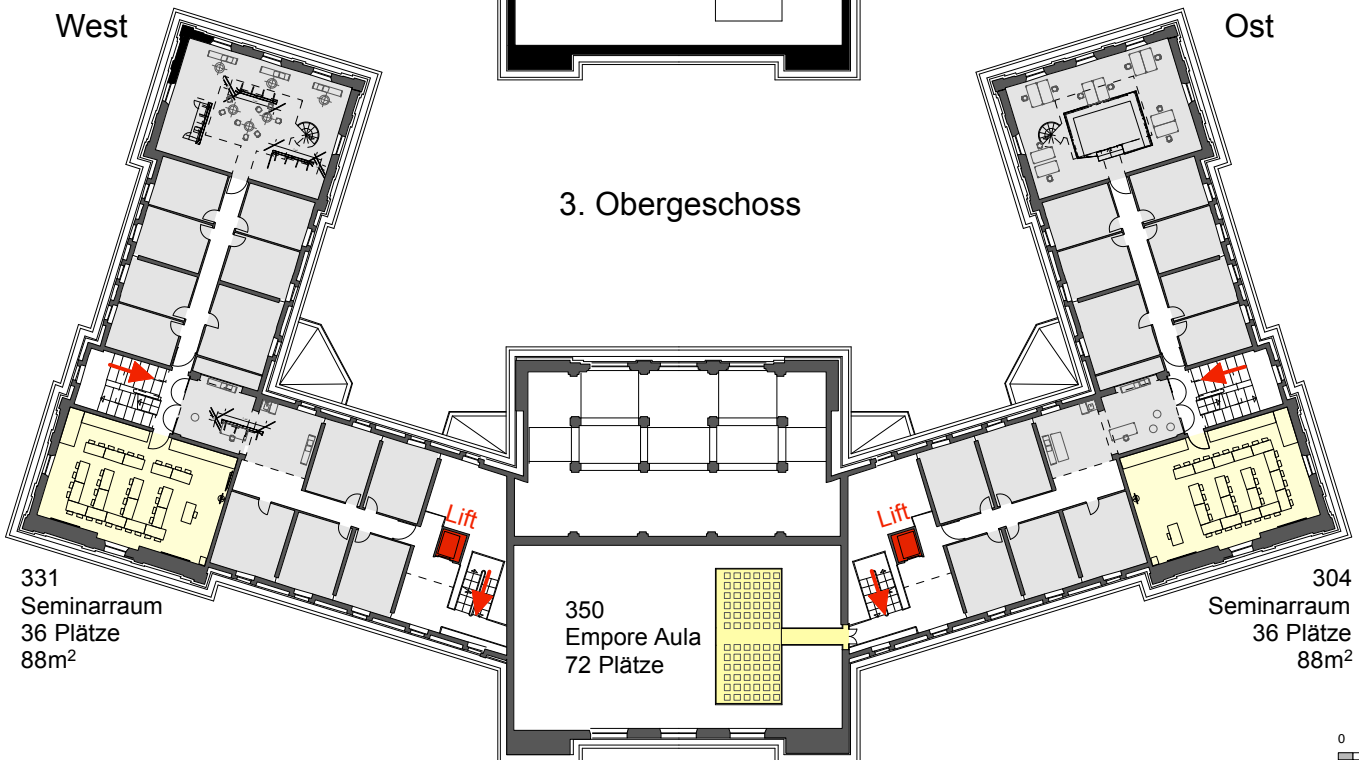 West
Ost
3. Obergeschoss
Lift
Lift
331
Seminarraum
36 Plätze
88m²
350
Empore Aula
72 Plätze
304
Seminarraum
36 Plätze
88m²
0